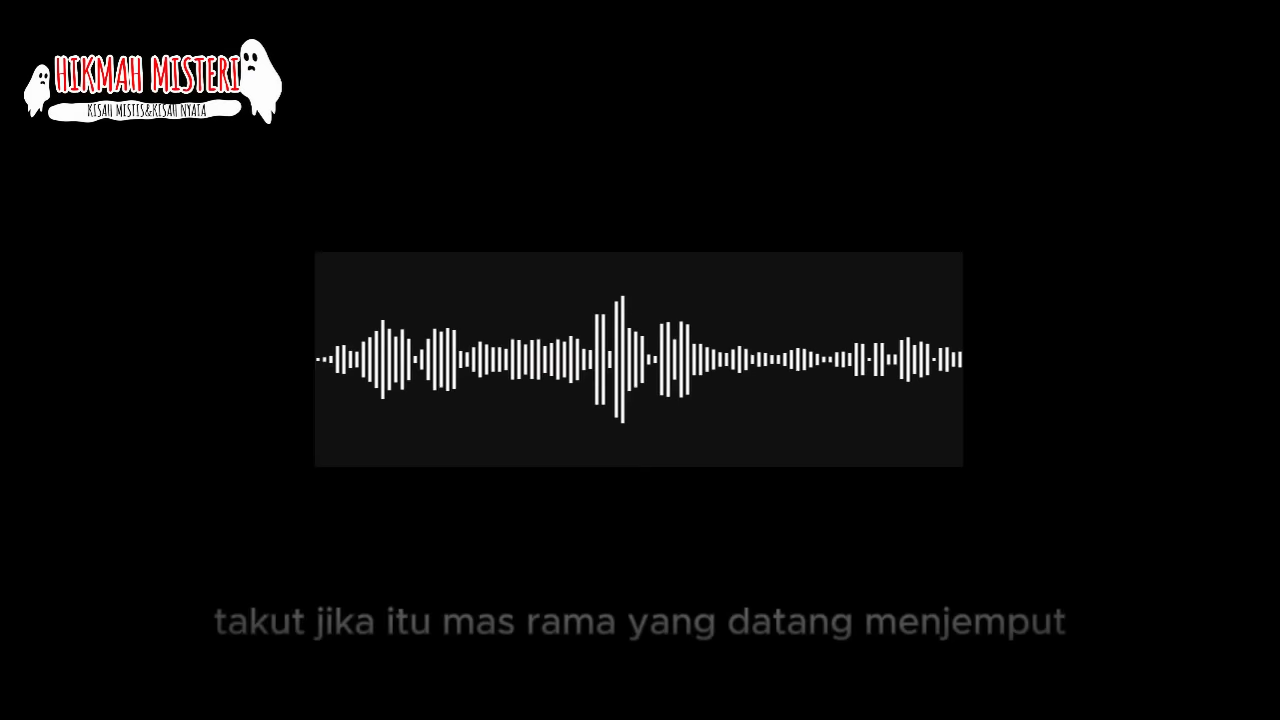 HIKMAH MISTERI
KISAH MISTIS&KISAH NYATA
takut jika itu mas rama yang datang menjemput